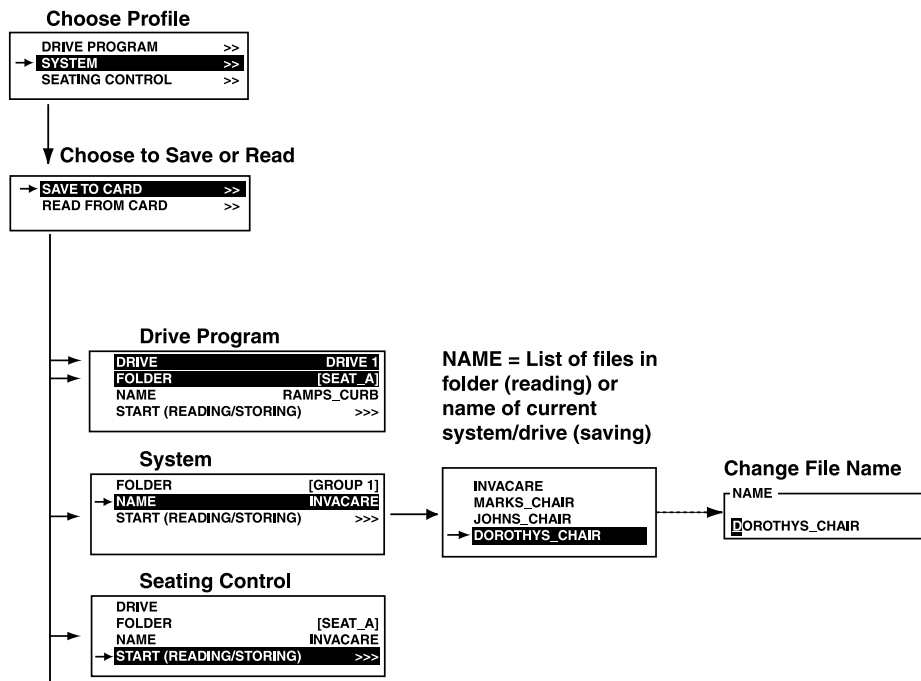 Choose Profile
DRIVE PROGRAM >>
SYSTEM >>
SEATING CONTROL >>
Choose to Save or Read
SAVE TO CARD >>
READ FROM CARD >>
Drive Program
DRIVE DRIVE 1
FOLDER [SEAT_A]
NAME RAMPS_CURB
START (READING/STORING) >>>
System
FOLDER [GROUP 1]
NAME INVACARE
START (READING/STORING) >>>
Seating Control
DRIVE
FOLDER [SEAT_A]
NAME INVACARE
START (READING/STORING) >>>
NAME = List of files in
folder (reading) or
name of current
system/drive (saving)
INVACARE
MARKS_CHAIR
JOHNS_CHAIR
DOROTHYS_CHAIR
Change File Name
NAME
DOROTHYS_CHAIR